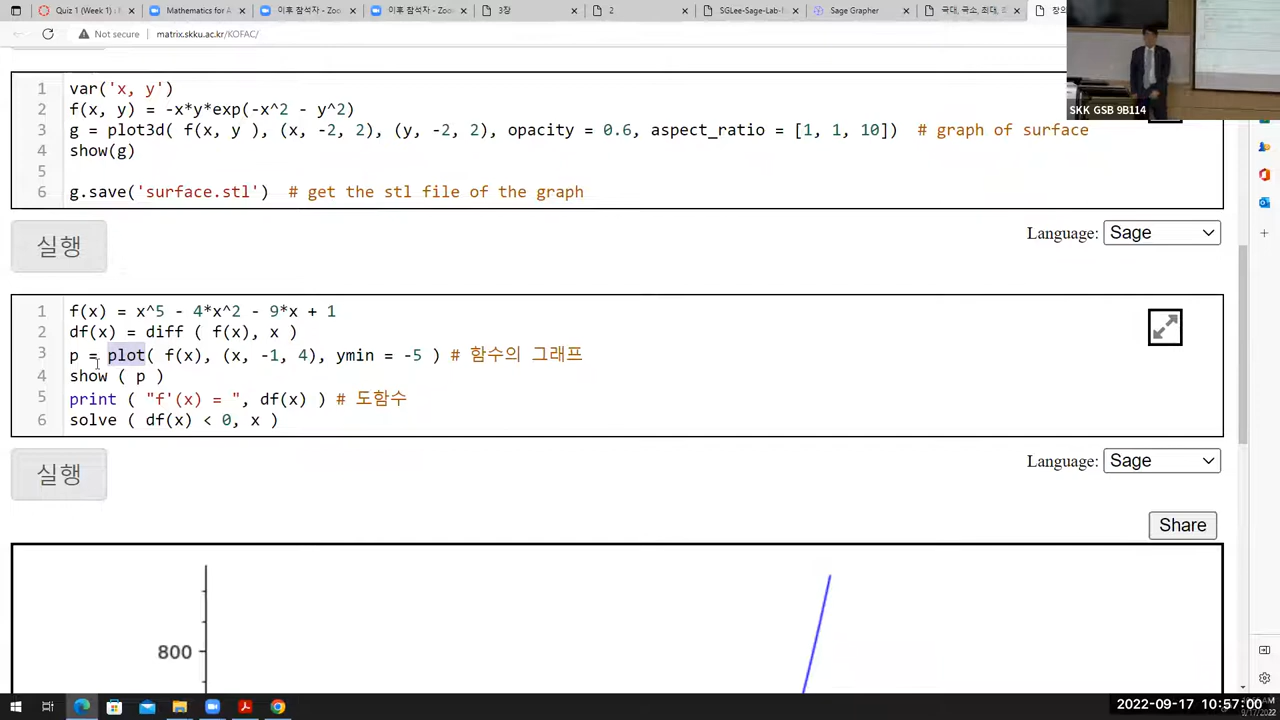 Quiz 1 (Week 1) |
Mathematics for A
이후 참석자 - Zoo
이후 참석자 - Zoo
3장
2.
SGLee-Sage-Lab-
Sage Grapher
국대, 국소, 최대,
창의
Not secure
matrix.skku.ac.kr/KOFAC/
SKK GSB 9B114
1 var('x, y')
2 f(x, y) = -x*y*exp(-x^2 - y^2)
3 g = plot3d( f(x, y ), (x, -2, 2), (y, -2, 2), opacity = 0.6, aspect_ratio = [1, 1, 10])  # graph of surface
4 show(g)
5
6 g.save('surface.stl')  # get the stl file of the graph
실행
Language: Sage
1 f(x) = x^5 - 4*x^2 - 9*x + 1
2 df(x) = diff ( f(x), x )
3 p = plot( f(x), (x, -1, 4), ymin = -5 ) # 함수의 그래프
4 show ( p )
5 print ( "f'(x) = ", df(x) ) # 도함수
6 solve ( df(x) < 0, x )
실행
Language: Sage
Share
800
2022-09-17 10:57:00